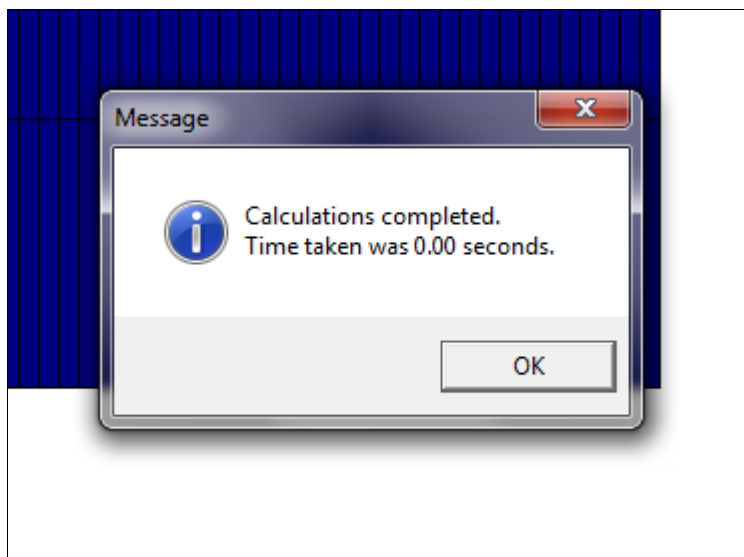 Message
Calculations completed.
Time taken was 0.00 seconds.
OK